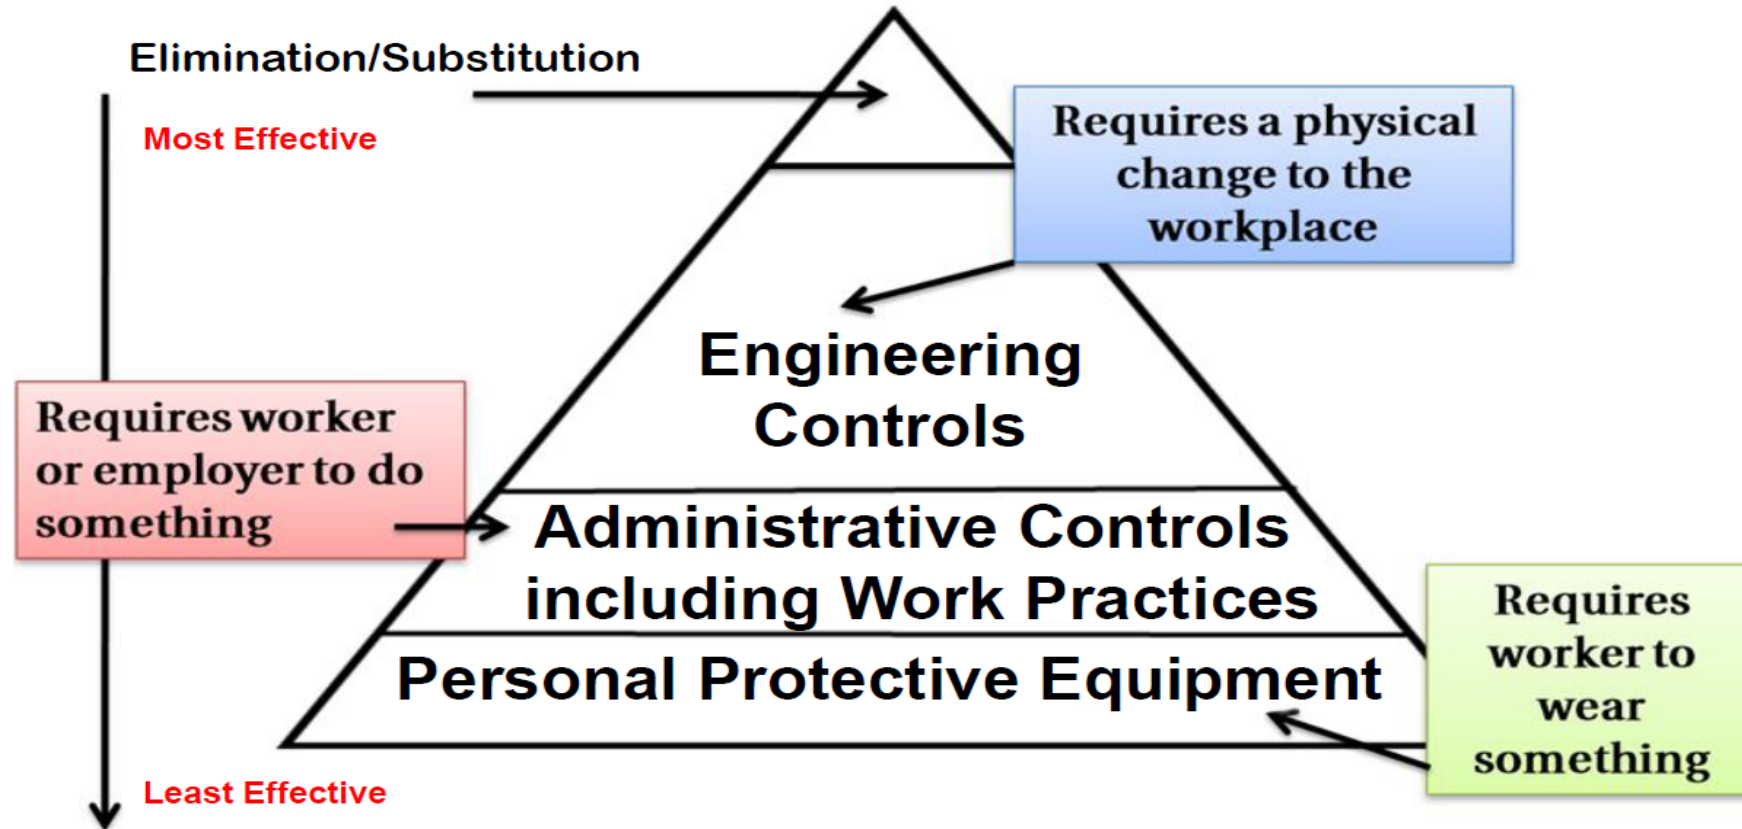 Elimination/Substitution
Most Effective
Requires a physical
change to the
workplace
Engineering
Controls
Requires worker
or employer to do
something
Administrative Controls
including Work Practices
Personal Protective Equipment
Requires
worker to
wear
something
Least Effective